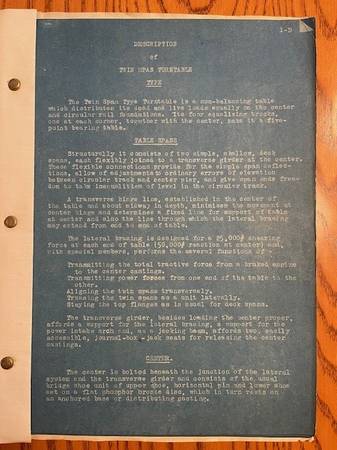 1-D
DESCRIPTION
of
TWIN SPAN TURNTABLE
TYPE
The Twin Span Type Turntable is a non-balancing table
which distributes its dead and live loads equally on the center
and circular rail foundations. Its four equalizing trucks,
one at each corner, together with the center, make it a five-
point bearing table.
TABLE SPANS
Structurally it consists of two simple, shallow, deck
spans, each flexibly joined to a transverse girder at the center.
These flexible connections provide for the simple span deflec-
tions, allow of adjustments to ordinary errors of elevation
between circular track and center pier, and give span ends free-
dom to take inequalities of level in the circular track.
A transverse hinge line, established in the center of
the table and about midway in depth, minimizes the movement at
center hinges and determines a fixed line for support of table
at center and also the line through which the lateral bracing
may extend from end to end of table.
The lateral bracing is designed for a 25,000# shearing
force at each end of table (50,000# reaction at center) and,
with special members, performs the several functions of -
Transmitting the total tractive force from a braked engine
to the center castings.
Transmitting power forces from one end of the table to the
other.
Aligning the twin spans transversely.
Trussing the twin spans as a unit laterally.
Staying the top flanges as is usual for deck spans.
The transverse girder, besides loading the center proper,
affords a support for the lateral bracing, a support for the
power intake arch and, as a jacking beam, affords two, easily
accessible, journal-box-jack seats for releasing the center
castings.
CENTER.
The center is bolted beneath the junction of the lateral
system and the transverse girder and consists of the usual
bridge shoe unit of upper shoe, horizontal pin and lower shoe
set on a flat phosphor bronze disc, which in turn rests on
an anchored base or distributing casting.